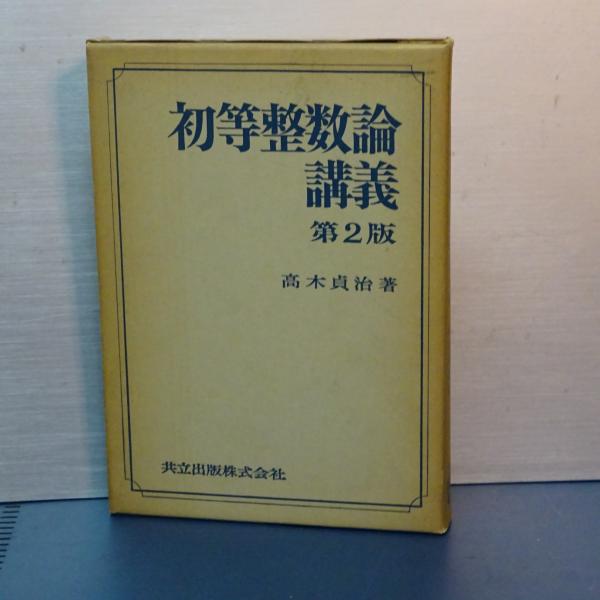 初等整数論
講義
第2版
高木貞治著
共立出版株式会社